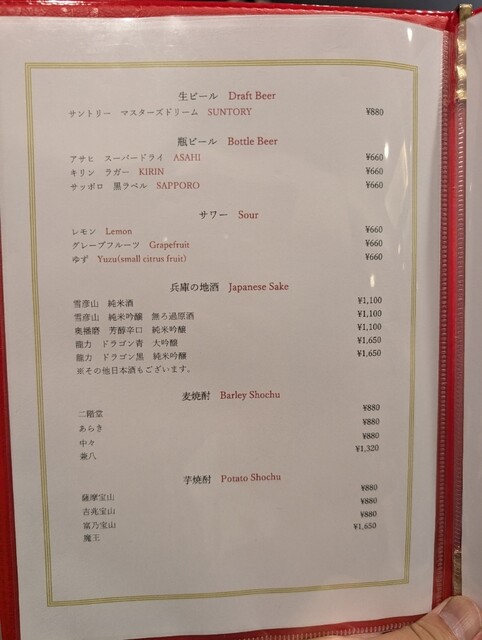 生ビール Draft Beer
サントリー マスターズドリーム SUNTORY ¥880
瓶ビール Bottle Beer
アサヒ スーパードライ ASAHI ¥660
キリン ラガー KIRIN ¥660
サッポロ 黒ラベル SAPPORO ¥660
サワー Sour
レモン Lemon ¥660
グレープフルーツ Grapefruit ¥660
ゆず Yuzu(small citrus fruit) ¥660
兵庫の地酒 Japanese Sake
雪彦山 純米酒 ¥1,100
雪彦山 純米吟醸 無ろ過原酒 ¥1,100
奥播磨 芳醇辛口 純米吟醸 ¥1,100
龍力 ドラゴン青 大吟醸 ¥1,650
龍力 ドラゴン黒 純米吟醸 ¥1,650
※その他日本酒もございます。
麦焼酎 Barley Shochu
二階堂 ¥880
あらき ¥880
中々 ¥880
兼八 ¥1,320
芋焼酎 Potato Shochu
薩摩宝山 ¥880
吉兆宝山 ¥880
富乃宝山 ¥880
魔王 ¥1,650